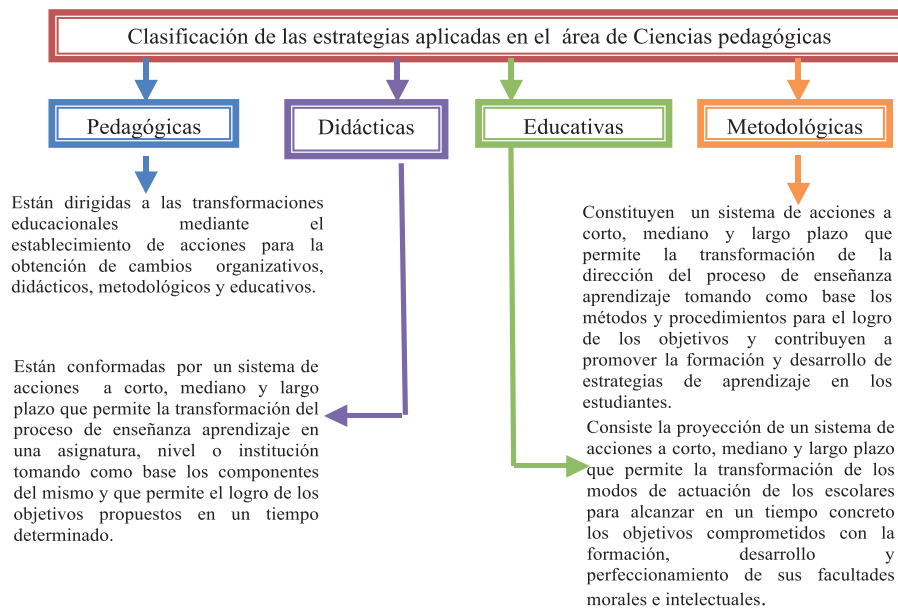 Clasificación de las estrategias aplicadas en el área de Ciencias pedagógicas
Pedagógicas
Didácticas
Educativas
Metodológicas
Están dirigidas a las transformaciones
educacionales mediante el
establecimiento de acciones para la
obtención de cambios organizativos,
didácticos, metodológicos y educativos.
Están conformadas por un sistema de
acciones a corto, mediano y largo
plazo que permite la transformación del
proceso de enseñanza aprendizaje en
una asignatura, nivel o institución
tomando como base los componentes
del mismo y que permite el logro de los
objetivos propuestos en un tiempo
determinado.
Constituyen un sistema de acciones a
corto, mediano y largo plazo que
permite la transformación de la
dirección del proceso de enseñanza
aprendizaje tomando como base los
métodos y procedimientos para el logro
de los objetivos y contribuyen a
promover la formación y desarrollo de
estrategias de aprendizaje en los
estudiantes.
Consiste la proyección de un sistema de
acciones a corto, mediano y largo plazo
que permite la transformación de los
modos de actuación de los escolares
para alcanzar en un tiempo concreto
los objetivos comprometidos con la
formación, desarrollo y
perfeccionamiento de sus facultades
morales e intelectuales.